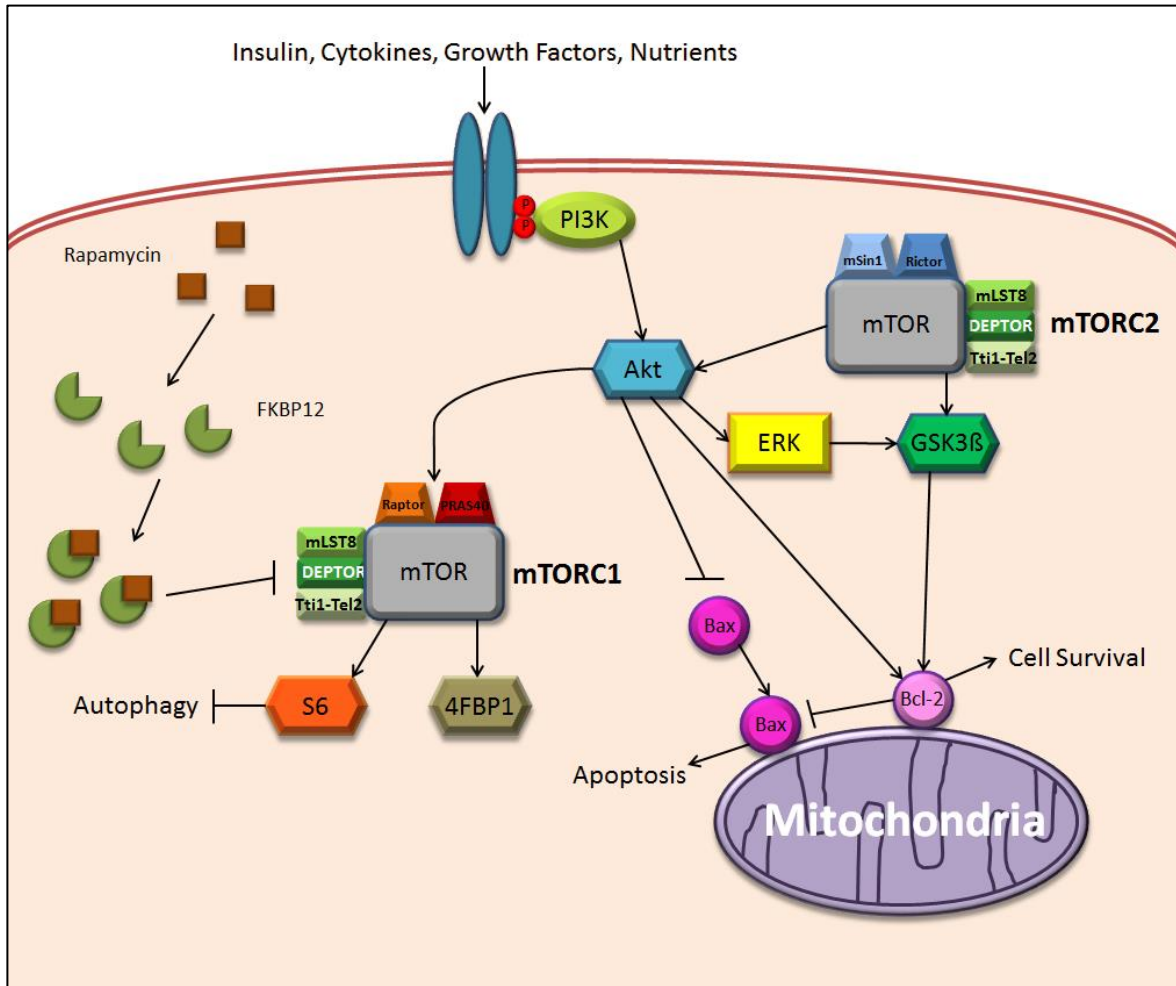 Insulin, Cytokines, Growth Factors, Nutrients
P
P
PI3K
Rapamycin
mSin1
Rictor
mTOR
mLST8
DEPTOR
Tti1-Tel2
mTORC2
Akt
FKBP12
ERK
GSK3ß
Raptor
PRAS40
mLST8
DEPTOR
Tti1-Tel2
mTOR
mTORC1
Bax
Cell Survival
Autophagy
S6
4FBP1
Bcl-2
Bax
Apoptosis
Mitochondria